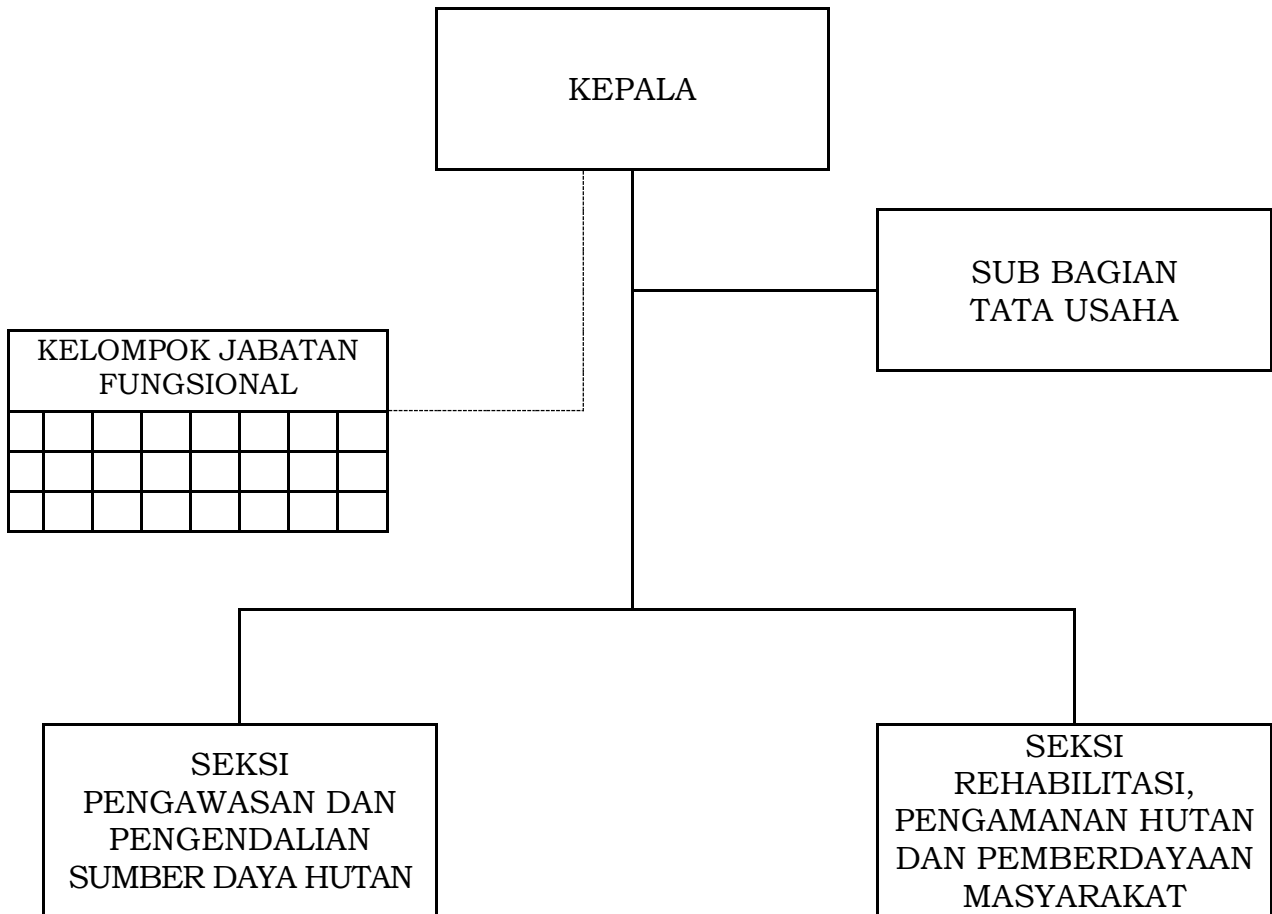 KEPALA
SUB BAGIAN
TATA USAHA
KELOMPOK JABATAN
FUNGSIONAL
SEKSI
PENGAWASAN DAN
PENGENDALIAN
SUMBER DAYA HUTAN
SEKSI
REHABILITASI,
PENGAMANAN HUTAN
DAN PEMBERDAYAAN
MASYARAKAT